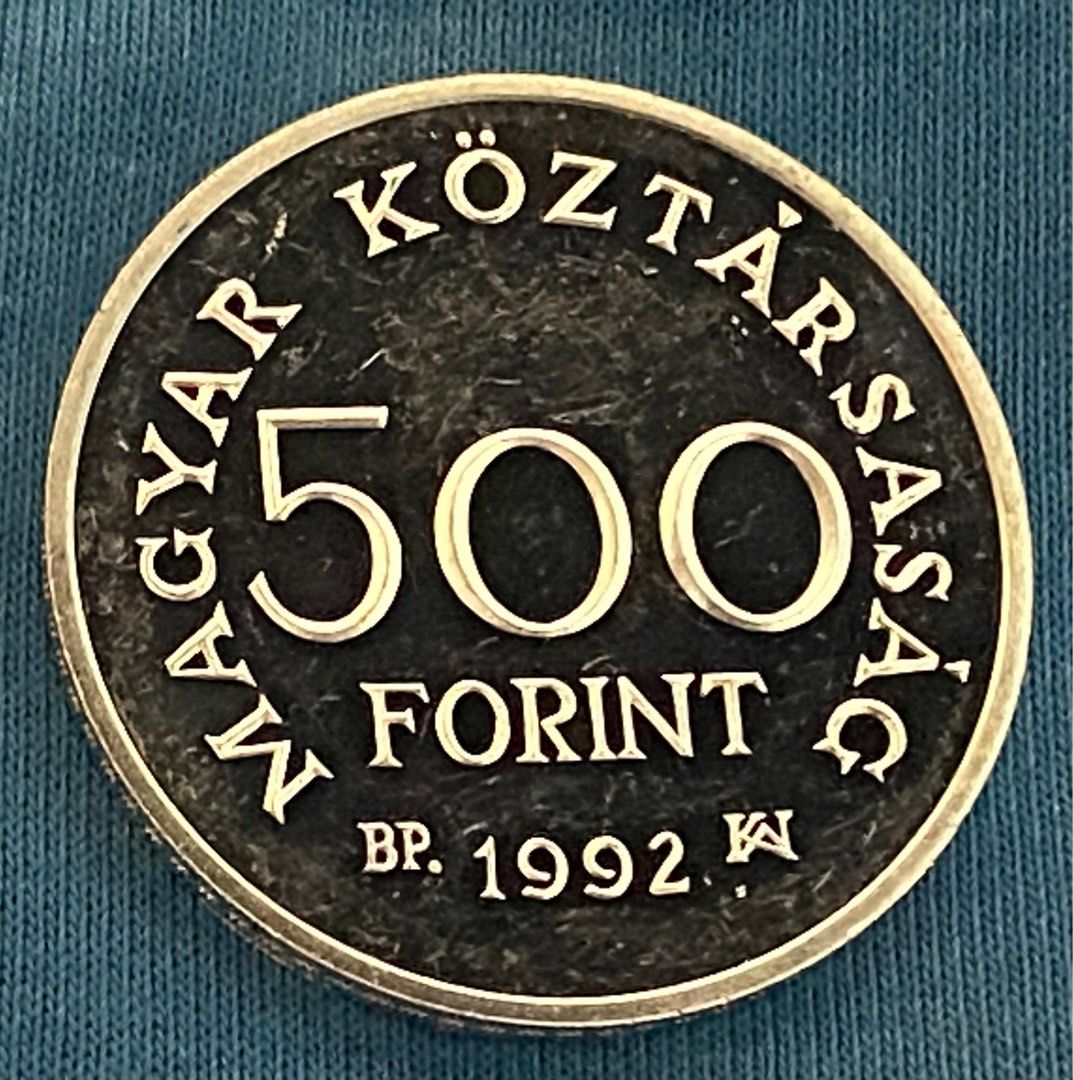 MAGYAR KÖZTÁRSASÁG
500
FORINT
BP. 1992